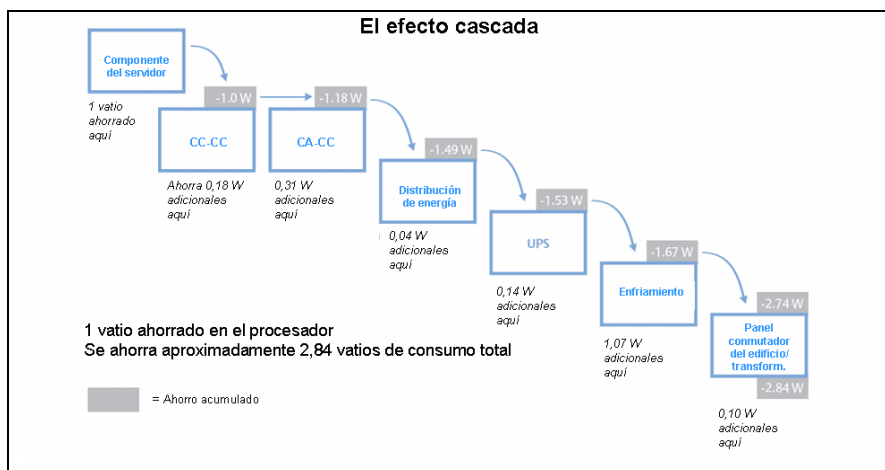 El efecto cascada
Componente
del servidor
1 vatio
ahorrado
aquí
-1.0 W
CC-CC
Ahorra 0,18 W
adicionales
aquí
-1.18 W
CA-CC
0,31 W
adicionales
aquí
-1.49 W
Distribución
de energía
0,04 W
adicionales
aquí
-1.53 W
UPS
0,14 W
adicionales
aquí
-1.67 W
Enfriamiento
1,07 W
adicionales
aquí
-2.74 W
Panel
conmutador
del edificio/
transform.
-2.84 W
0,10 W
adicionales
aquí
1 vatio ahorrado en el procesador
Se ahorra aproximadamente 2,84 vatios de consumo total
= Ahorro acumulado